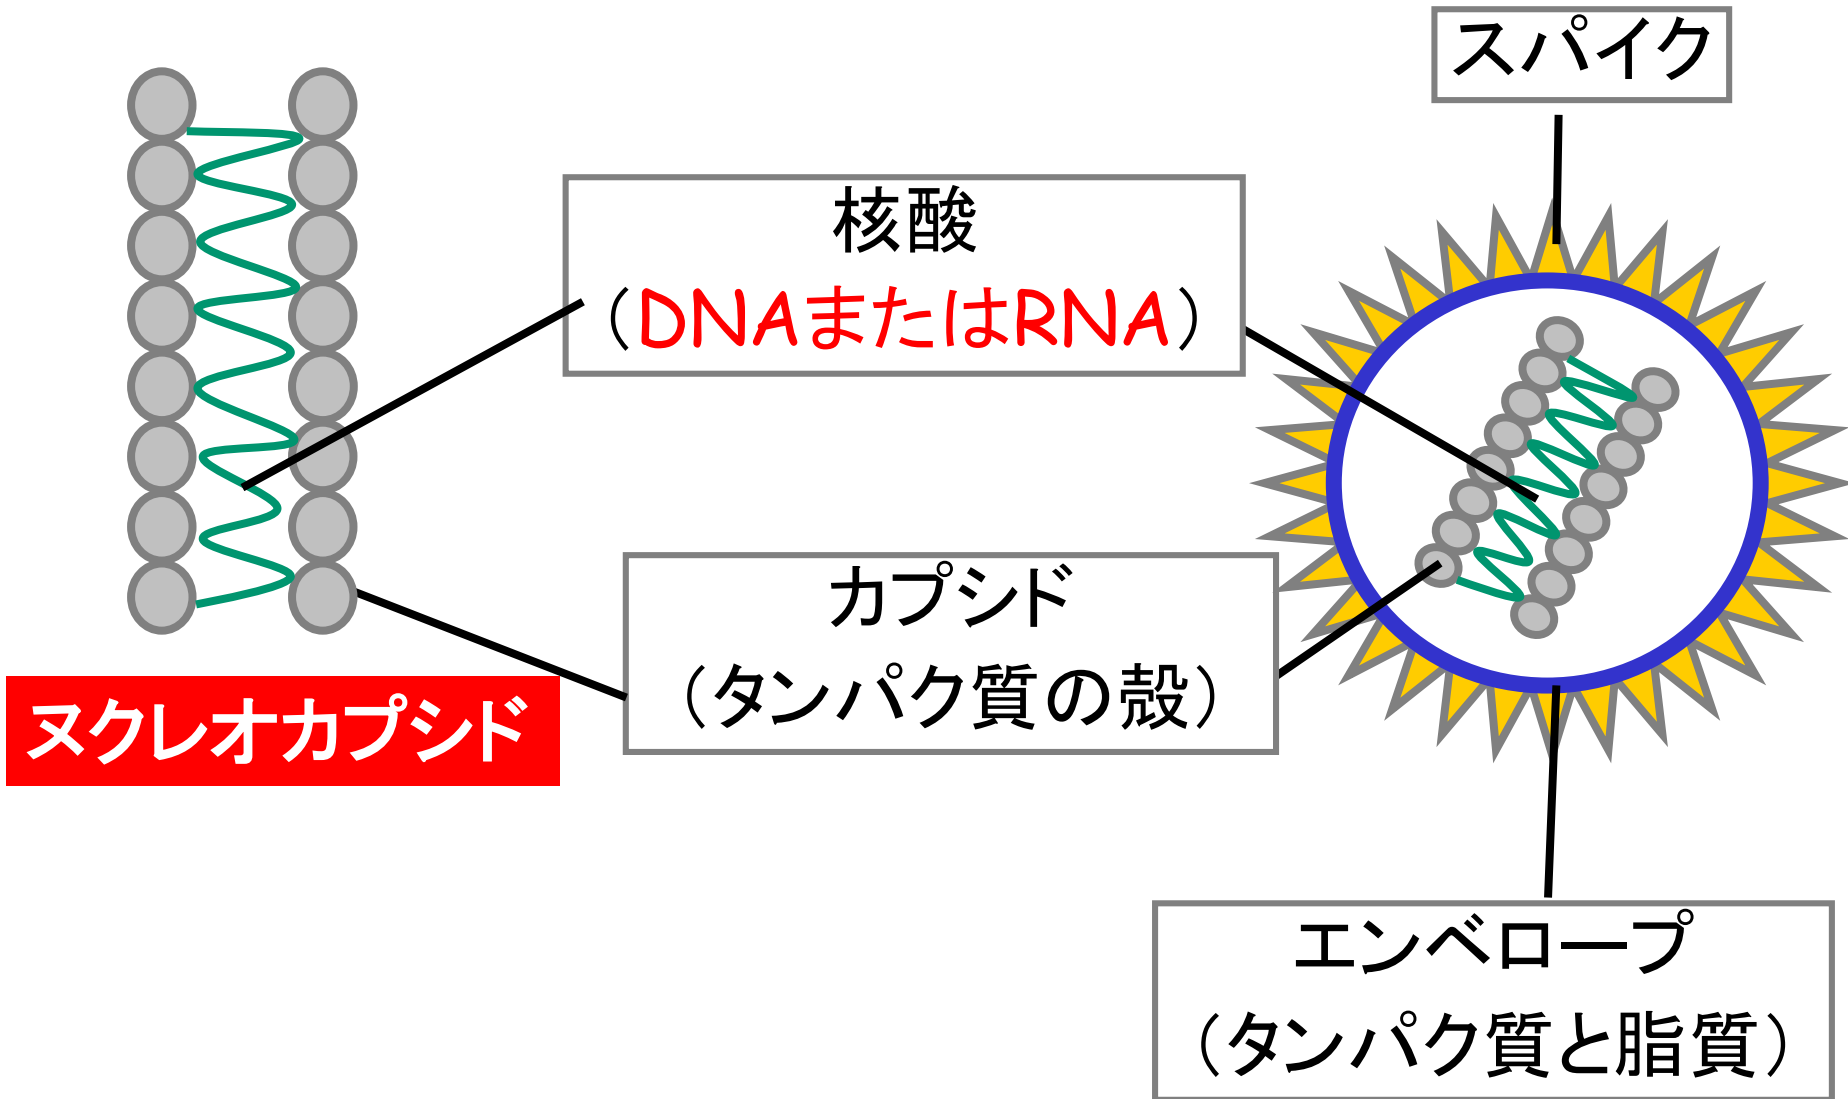 スパイク
核酸
（DNAまたはRNA）
カプシド
（タンパク質の殻）
ヌクレオカプシド
エンベロープ
（タンパク質と脂質）